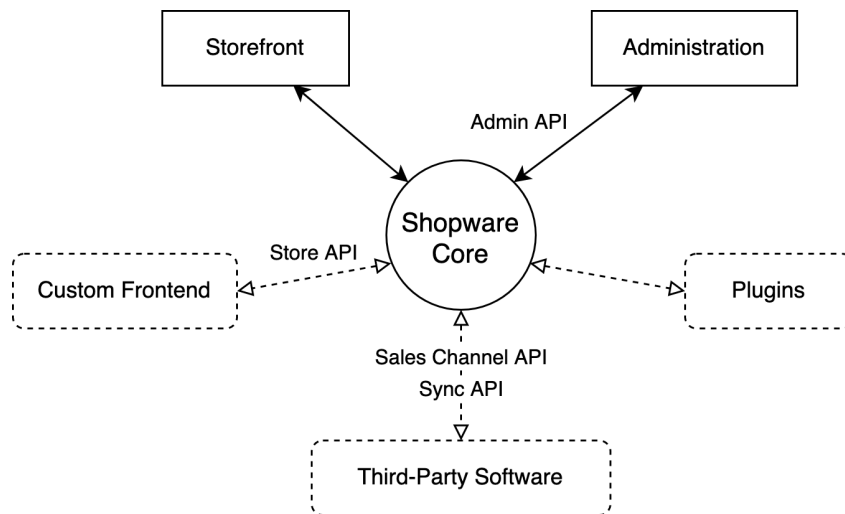 Storefront
Administration
Admin API
Shopware
Core
Store API
Custom Frontend
Plugins
Sales Channel API
Sync API
Third-Party Software